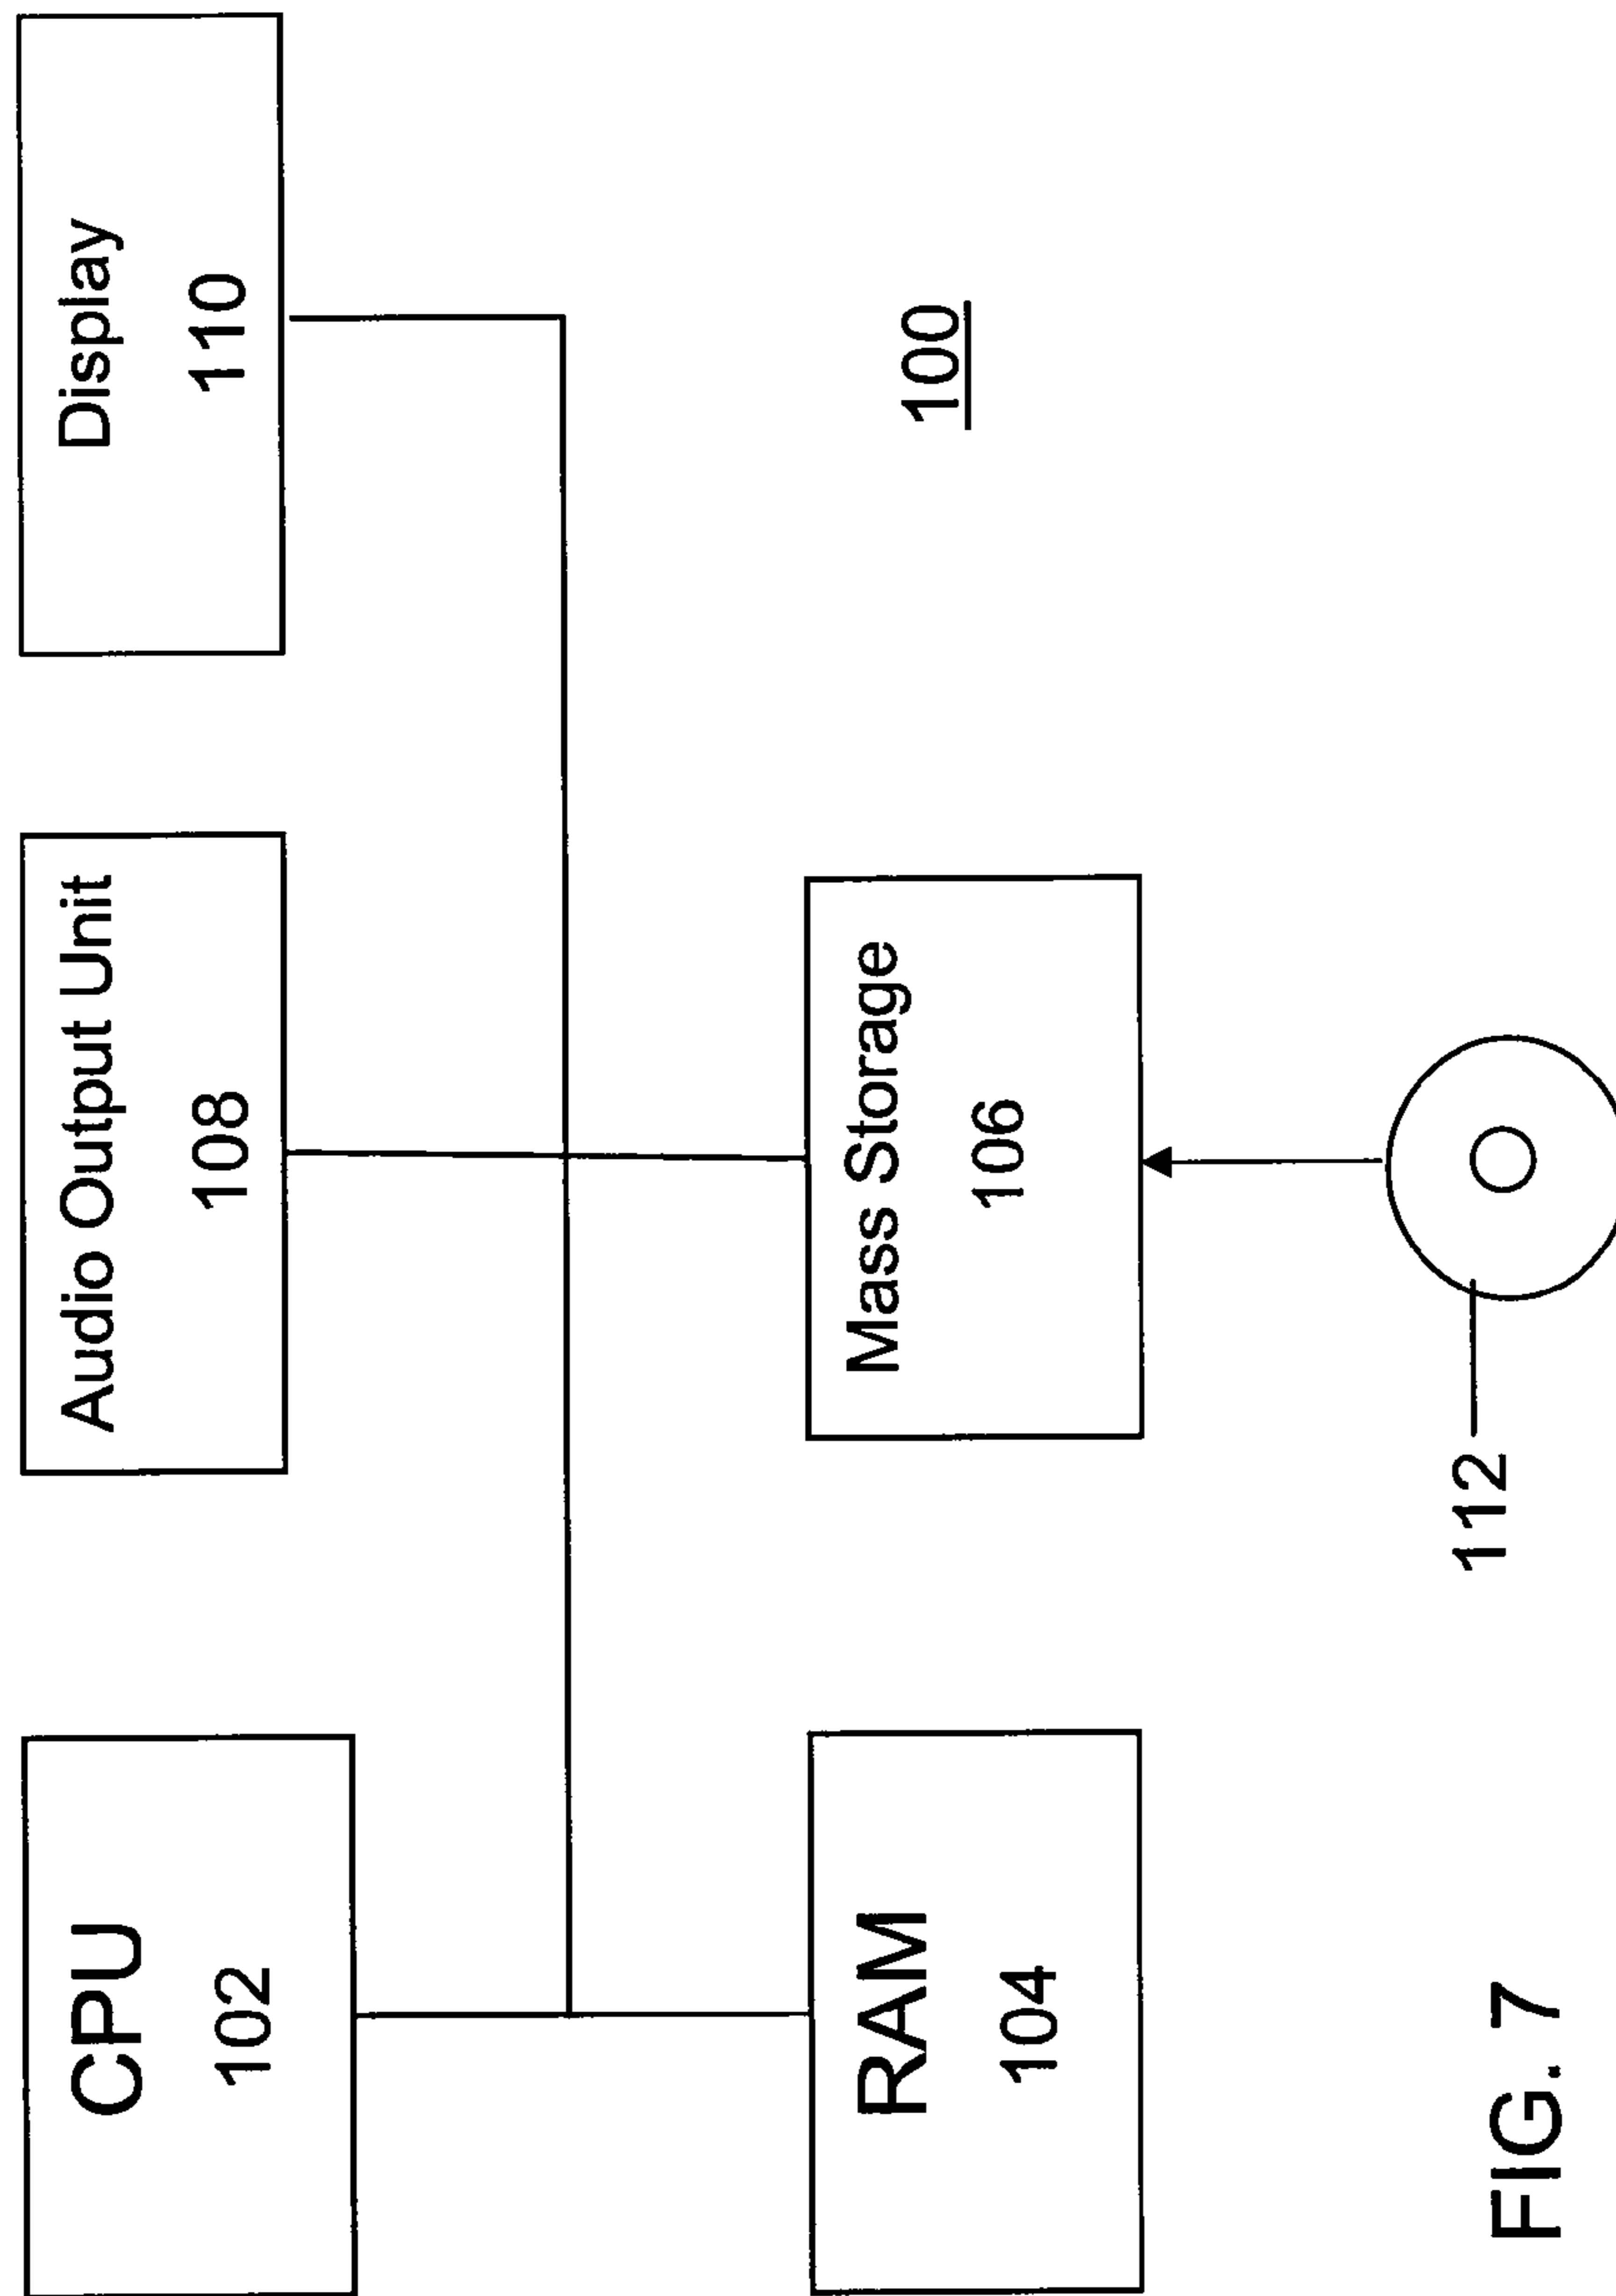 CPU
102
Audio Output Unit
108
Display
110
RAM
104
Mass Storage
106
100
112
FIG. 7